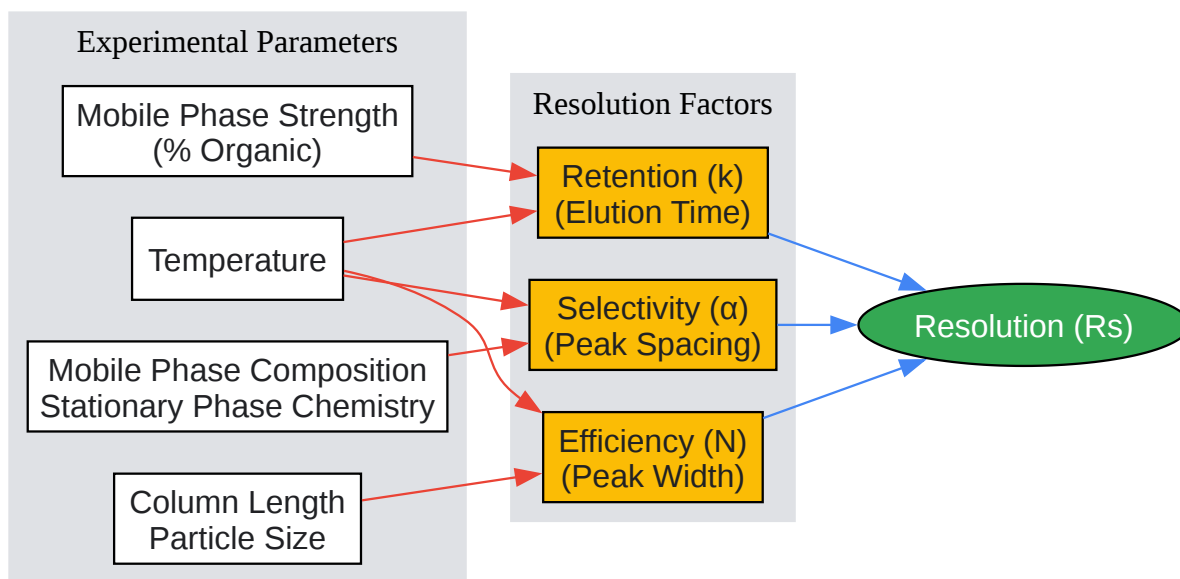 Experimental Parameters
Mobile Phase Strength
(% Organic)
Temperature
Mobile Phase Composition
Stationary Phase Chemistry
Column Length
Particle Size
Resolution Factors
Retention (k)
(Elution Time)
Selectivity (α)
(Peak Spacing)
Efficiency (N)
(Peak Width)
Resolution (Rs)